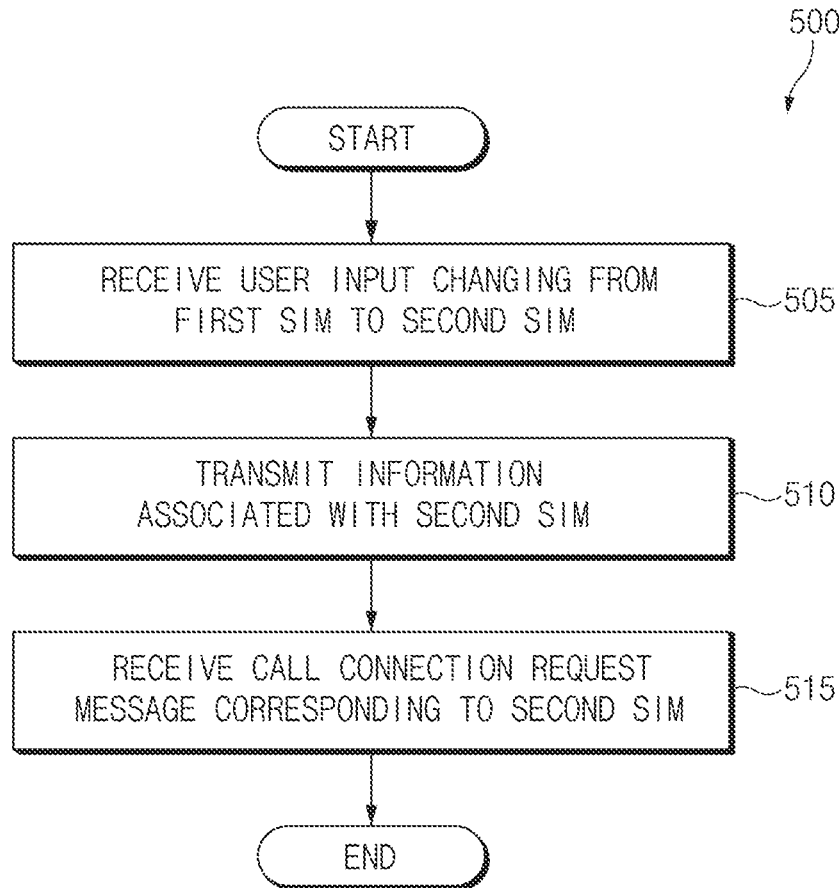 500
START
RECEIVE USER INPUT CHANGING FROM
FIRST SIM TO SECOND SIM
505
TRANSMIT INFORMATION
ASSOCIATED WITH SECOND SIM
510
RECEIVE CALL CONNECTION REQUEST
MESSAGE CORRESPONDING TO SECOND SIM
515
END